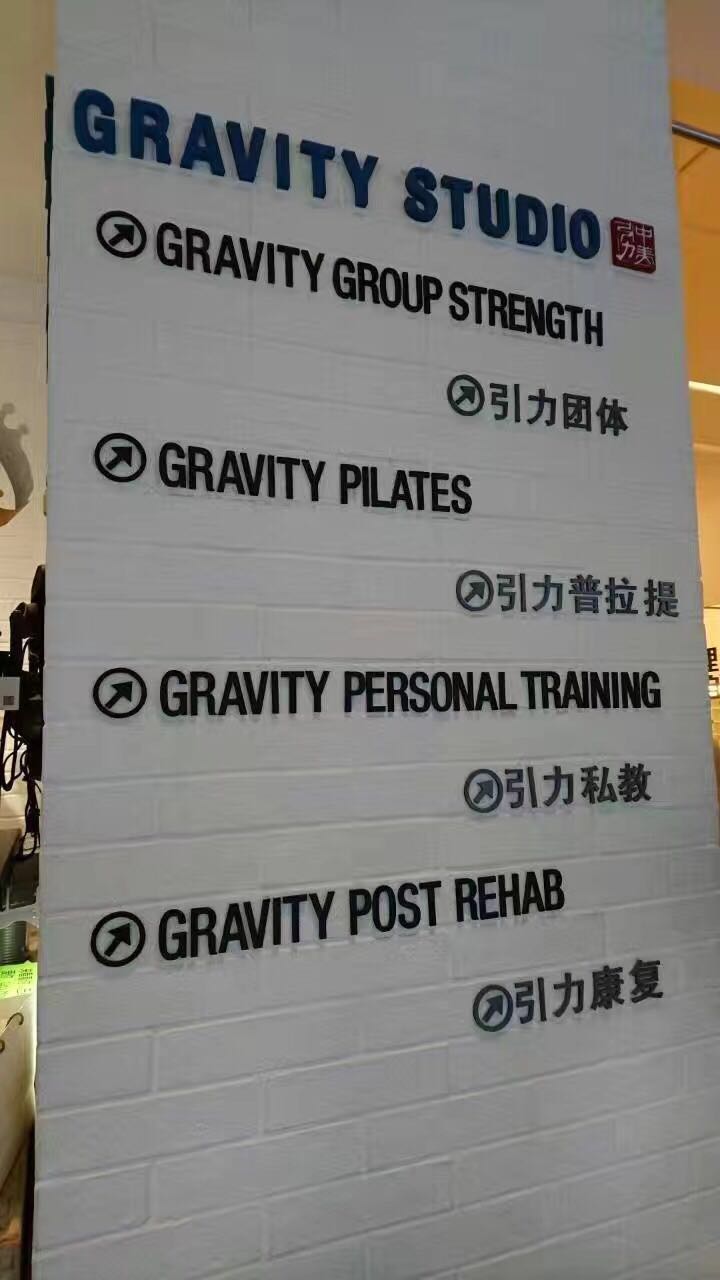 GRAVITY STUDIO
中美引力
GRAVITY GROUP STRENGTH
引力团体
GRAVITY PILATES
引力普拉提
GRAVITY PERSONAL TRAINING
引力私教
GRAVITY POST REHAB
引力康复